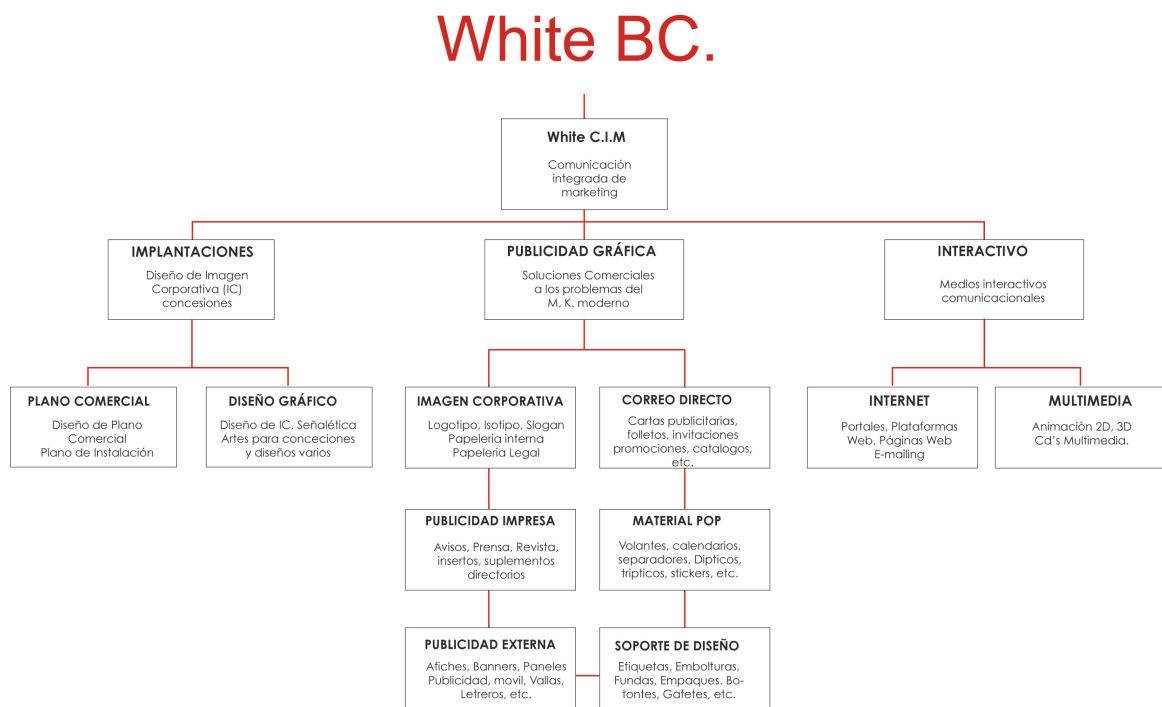 White BC.
White C.I.M
Comunicación
integrada de
marketing
IMPLANTACIONES
Diseño de Imagen
Corporativa (IC)
concesiones
PUBLICIDAD GRÁFICA
Soluciones Comerciales
a los problemas del
M. K. moderno
INTERACTIVO
Medios interactivos
comunicacionales
PLANO COMERCIAL
Diseño de Plano
Comercial
Plano de Instalación
DISEÑO GRÁFICO
Diseño de IC, Señalética
Artes para conceciones
y diseños varios
IMAGEN CORPORATIVA
Logotipo, Isotipo, Slogan
Papeleria interna
Papeleria Legal
CORREO DIRECTO
Cartas publicitarias,
folletos, invitaciones
promociones, catalogos,
etc.
INTERNET
Portales, Plataformas
Web, Páginas Web
E-mailing
MULTIMEDIA
Animaciòn 2D, 3D
Cd's Multimedia.
PUBLICIDAD IMPRESA
Avisos, Prensa, Revista,
insertos, suplementos
directorios
MATERIAL POP
Volantes, calendarios,
separadores, Dipticos,
tripticos, stickers, etc.
PUBLICIDAD EXTERNA
Afiches, Banners, Paneles
Publicidad, movil, Vallas,
Letreros, etc.
SOPORTE DE DISEÑO
Etiquetas, Embolturas,
Fundas, Empaques. Bo-
tontes, Gafetes, etc.